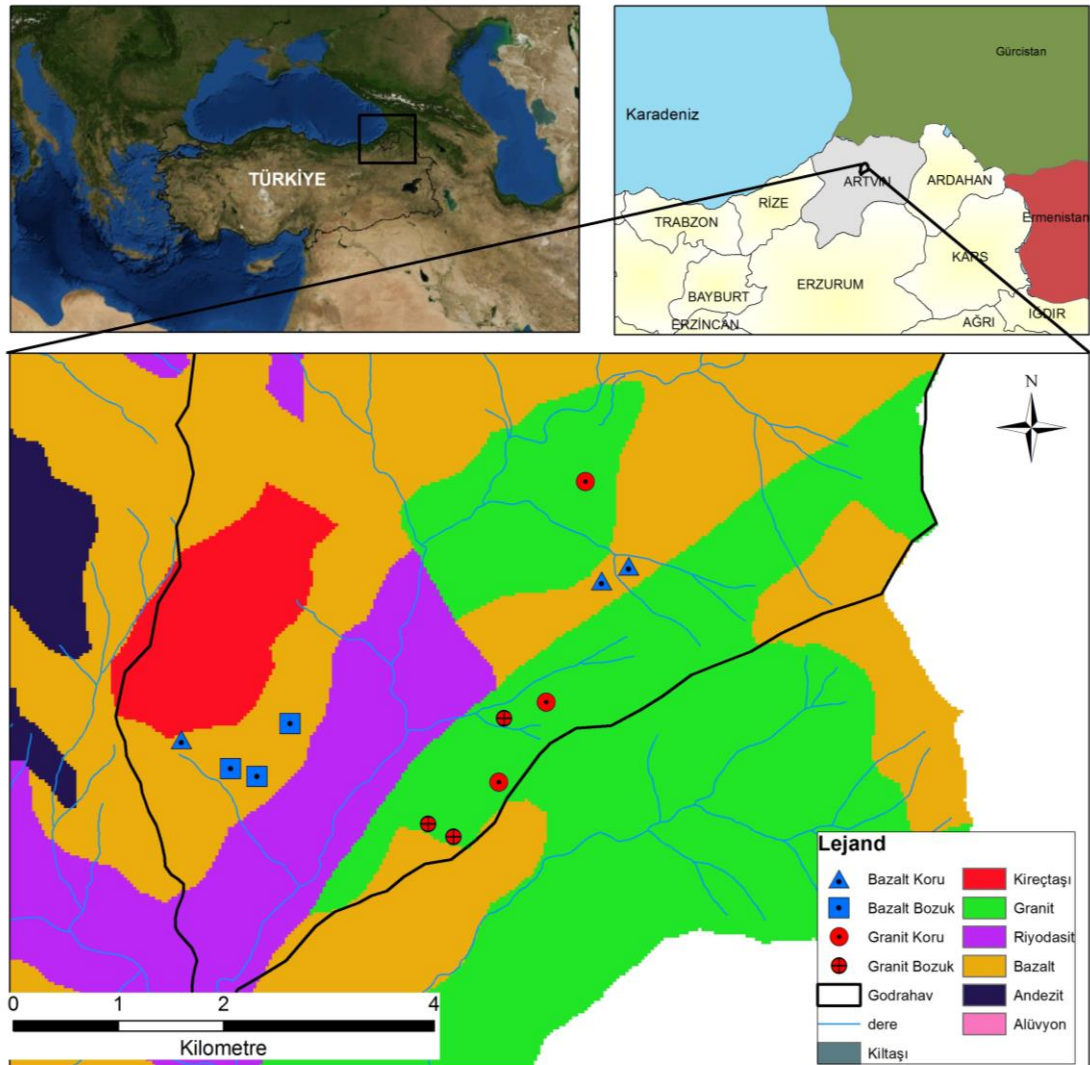 TÜRKİYE
Gürcistan
Karadeniz
ARTVİN
ARDAHAN
RİZE
TRABZON
Ermenistan
KARS
ERZURUM
BAYBURT
ERZİNCAN
AĞRI
IĞDIR
N
Lejand
Bazalt Koru
Kireçtaşı
Bazalt Bozuk
Granit
Granit Koru
Riyodasit
Granit Bozuk
Bazalt
Godrahav
Andezit
dere
Alüvyon
Kiltaşı
0 1 2 4
Kilometre